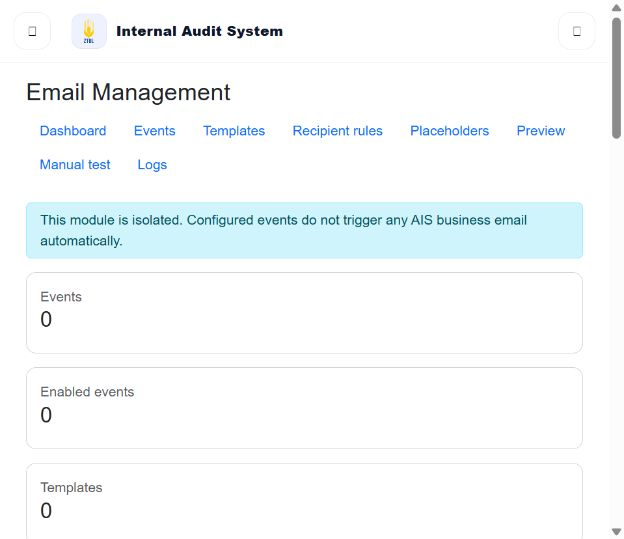 ZTBL
Internal Audit System
Email Management
Dashboard Events Templates Recipient rules Placeholders Preview
Manual test Logs
This module is isolated. Configured events do not trigger any AIS business email
automatically.
Events
0
Enabled events
0
Templates
0